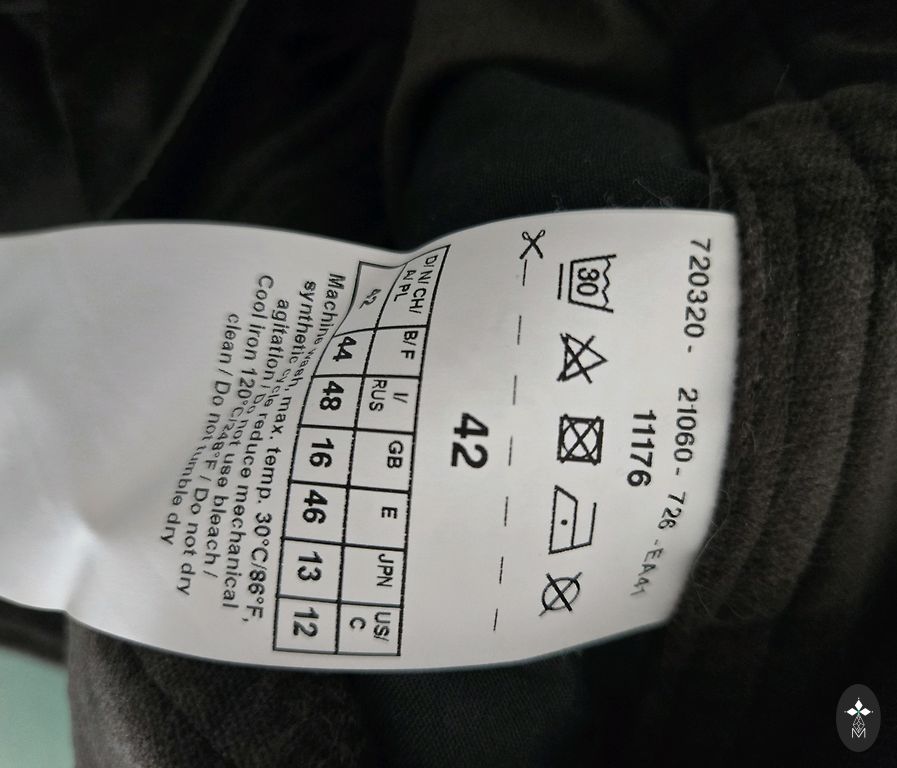 720320 - 21060 - 726 - EA41
11176
30
42
D/N/CH/ A/PL B/F I/ RUS GB E JPN US/ C
42 44 48 16 46 13 12
Machine wash, max. temp. 30°C/86°F,
synthetic cycle, reduce mechanical
agitation / Do not use bleach /
Cool iron 120°C/248°F / Do not dry
clean / Do not tumble dry
M